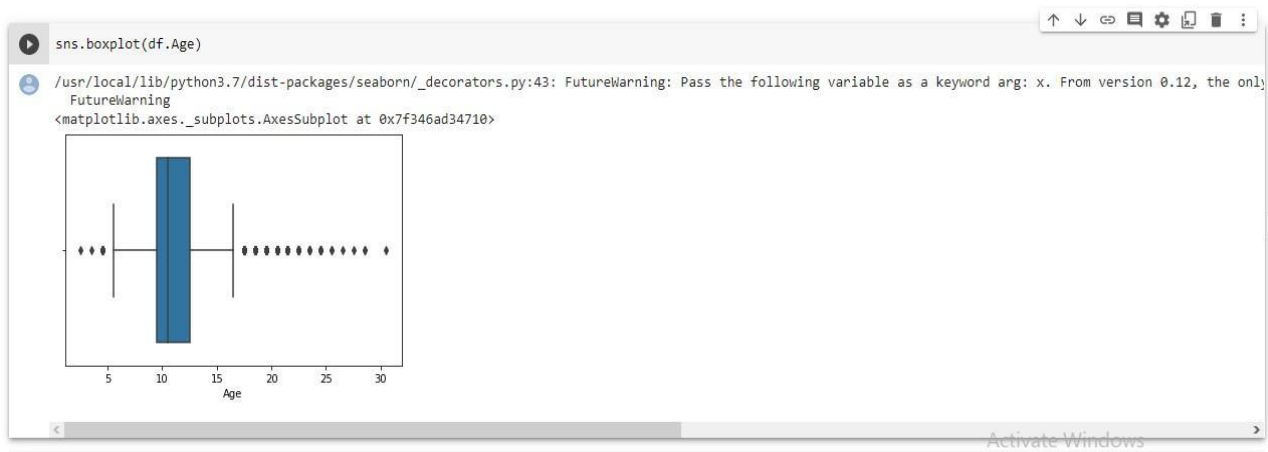 sns.boxplot(df.Age)
/usr/local/lib/python3.7/dist-packages/seaborn/_decorators.py:43: FutureWarning: Pass the following variable as a keyword arg: x. From version 0.12, the only
FutureWarning
<matplotlib.axes._subplots.AxesSubplot at 0x7f346ad34710>
5 10 15 20 25 30
Age
Activate Windows